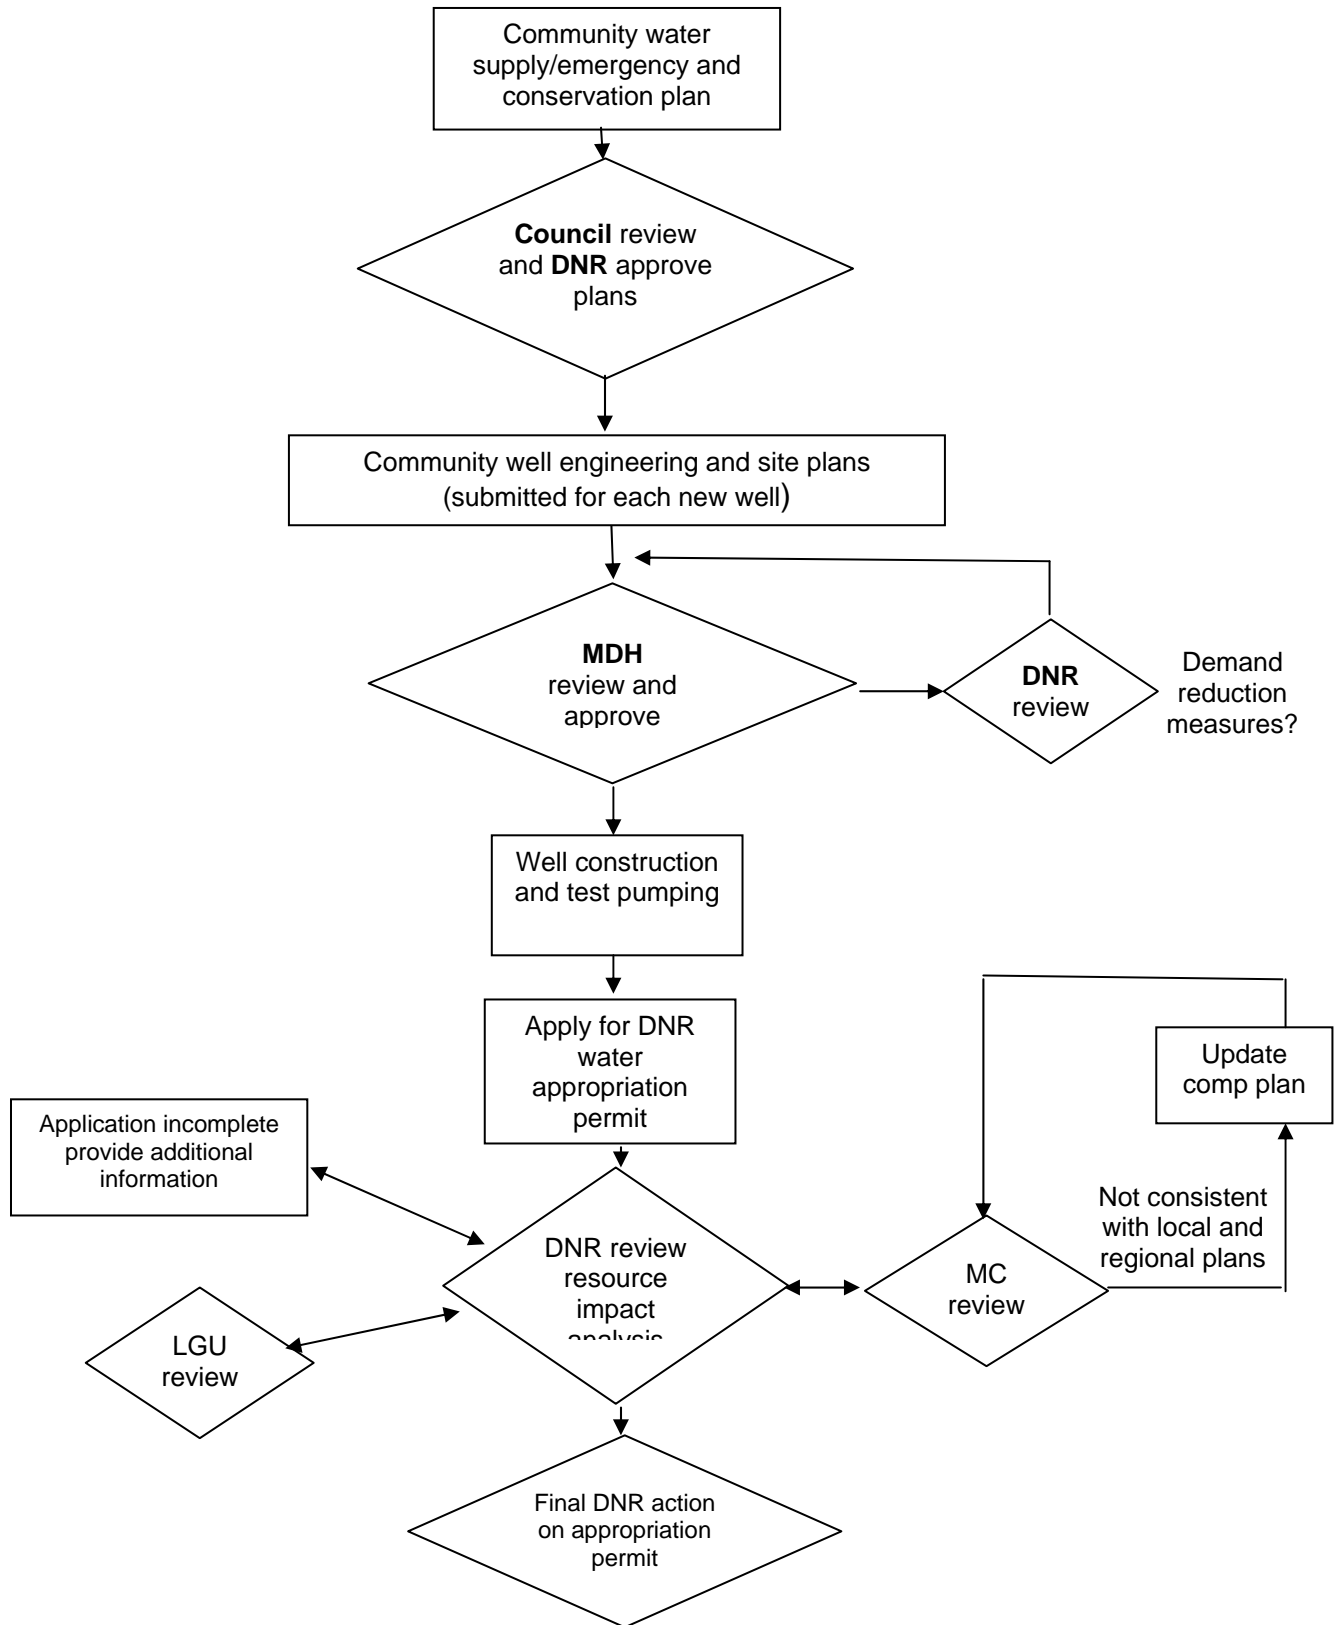 Community water
supply/emergency and
conservation plan
Council review
and DNR approve
plans
Community well engineering and site plans
(submitted for each new well)
MDH
review and
approve
DNR
review
Demand
reduction
measures?
Well construction
and test pumping
Apply for DNR
water
appropriation
permit
Update
comp plan
Application incomplete
provide additional
information
Not consistent
with local and
regional plans
DNR review
resource
impact
analysis
MC
review
LGU
review
Final DNR action
on appropriation
permit